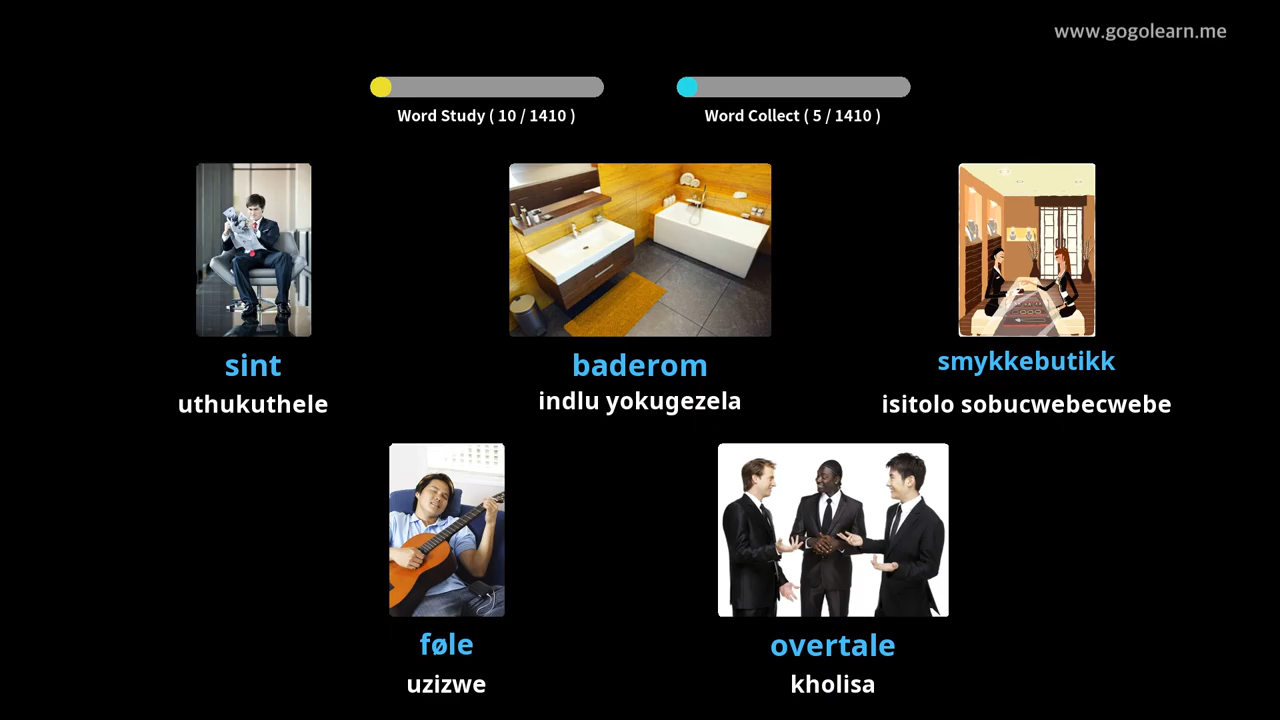 www.gogolearn.me
Word Study ( 10 / 1410 )
Word Collect ( 5 / 1410 )
sint
uthukuthele
baderom
indlu yokugezela
smykkebutikk
isitolo sobucwebecwebe
føle
uzizwe
overtale
kholisa